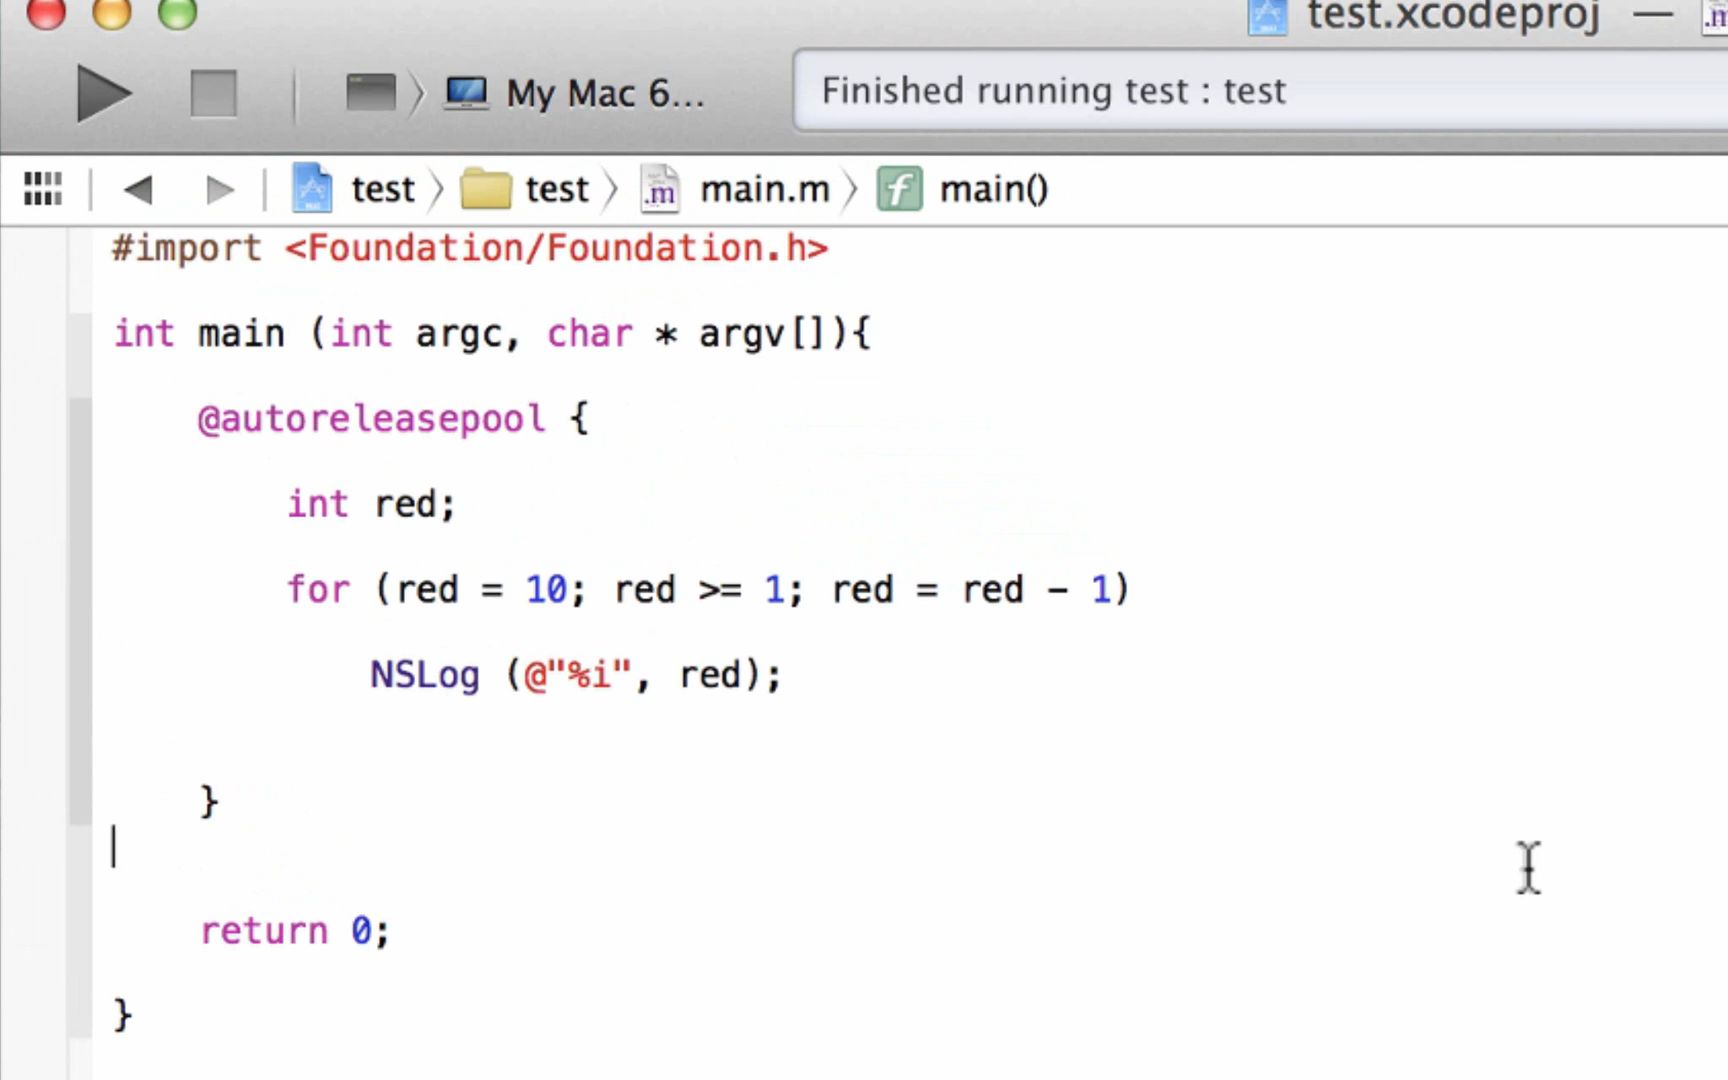 test.xcodeproj —
My Mac 6...
Finished running test : test
test test main.m main()
#import <Foundation/Foundation.h>
int main (int argc, char * argv[]){
@autoreleasepool {
int red;
for (red = 10; red >= 1; red = red - 1)
NSLog (@"%i", red);
}
return 0;
}